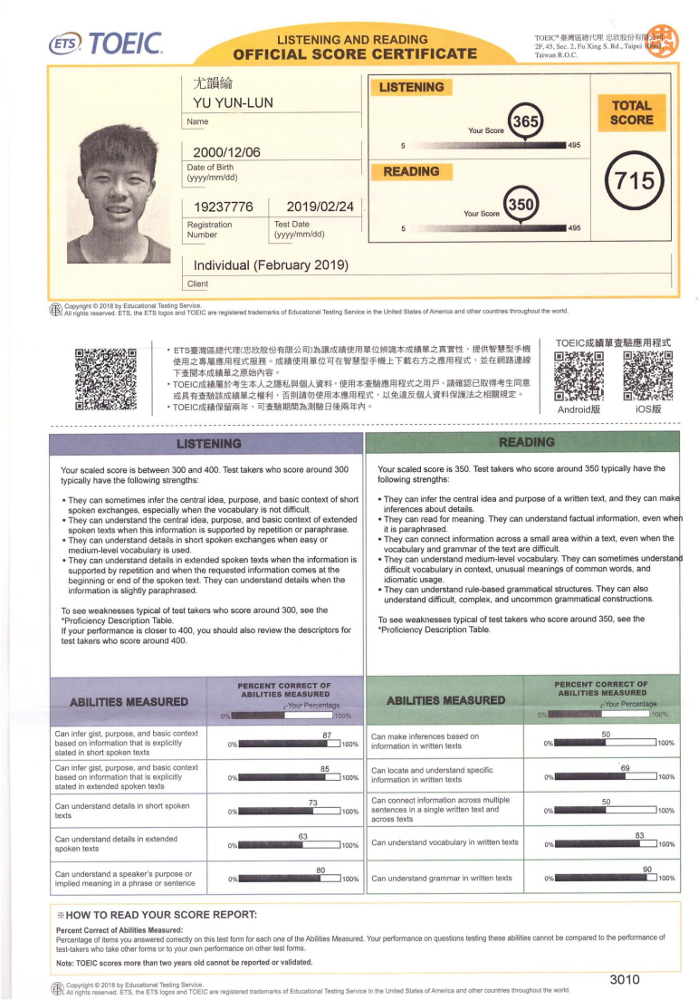 ETS TOEIC
LISTENING AND READING
OFFICIAL SCORE CERTIFICATE
TOEIC® 臺灣區總代理 忠欣股份有限公司
2F, 45, Sec. 2, Fu Xing S. Rd., Taipei 10665,
Taiwan R.O.C.
尤韻綸
YU YUN-LUN
Name
2000/12/06
Date of Birth
(yyyy/mm/dd)
19237776
Registration
Number
2019/02/24
Test Date
(yyyy/mm/dd)
Individual (February 2019)
Client
LISTENING
Your Score
365
5
495
READING
Your Score
350
5
495
TOTAL
SCORE
715
Copyright © 2018 by Educational Testing Service.
All rights reserved. ETS, the ETS logos and TOEIC are registered trademarks of Educational Testing Service in the United States of America and other countries throughout the world.
• ETS臺灣區總代理(忠欣股份有限公司)為讓成績使用單位辨識本成績單之真實性，提供智慧型手機
使用之專屬應用程式服務。成績使用單位可在智慧型手機上下載右方之應用程式，並在網路連線
下查閱本成績單之原始內容。
• TOEIC成績屬於考生本人之隱私與個人資料，使用本查驗應用程式之用戶，請確認已取得考生同意
或具有查驗該成績單之權利，否則請勿使用本應用程式，以免違反個人資料保護法之相關規定。
• TOEIC成績保留兩年，可查驗期間為測驗日後兩年內。
TOEIC成績單查驗應用程式
Android版
iOS版
LISTENING
Your scaled score is between 300 and 400. Test takers who score around 300
typically have the following strengths:
• They can sometimes infer the central idea, purpose, and basic context of short
spoken exchanges, especially when the vocabulary is not difficult.
• They can understand the central idea, purpose, and basic context of extended
spoken texts when this information is supported by repetition or paraphrase.
• They can understand details in short spoken exchanges when easy or
medium-level vocabulary is used.
• They can understand details in extended spoken texts when the information is
supported by repetition and when the requested information comes at the
beginning or end of the spoken text. They can understand details when the
information is slightly paraphrased.
To see weaknesses typical of test takers who score around 300, see the
*Proficiency Description Table.
If your performance is closer to 400, you should also review the descriptors for
test takers who score around 400.
READING
Your scaled score is 350. Test takers who score around 350 typically have the
following strengths:
• They can infer the central idea and purpose of a written text, and they can make
inferences about details.
• They can read for meaning. They can understand factual information, even when
it is paraphrased.
• They can connect information across a small area within a text, even when the
vocabulary and grammar of the text are difficult.
• They can understand medium-level vocabulary. They can sometimes understand
difficult vocabulary in context, unusual meanings of common words, and
idiomatic usage.
• They can understand rule-based grammatical structures. They can also
understand difficult, complex, and uncommon grammatical constructions.
To see weaknesses typical of test takers who score around 350, see the
*Proficiency Description Table.
ABILITIES MEASURED
PERCENT CORRECT OF
ABILITIES MEASURED
Your Percentage
0% 100%
Can infer gist, purpose, and basic context
based on information that is explicitly
stated in short spoken texts
87
0% 100%
Can infer gist, purpose, and basic context
based on information that is explicitly
stated in extended spoken texts
85
0% 100%
Can understand details in short spoken
texts
73
0% 100%
Can understand details in extended
spoken texts
63
0% 100%
Can understand a speaker's purpose or
implied meaning in a phrase or sentence
80
0% 100%
ABILITIES MEASURED
PERCENT CORRECT OF
ABILITIES MEASURED
Your Percentage
0% 100%
Can make inferences based on
information in written texts
50
0% 100%
Can locate and understand specific
information in written texts
69
0% 100%
Can connect information across multiple
sentences in a single written text and
across texts
50
0% 100%
Can understand vocabulary in written texts
83
0% 100%
Can understand grammar in written texts
90
0% 100%
※HOW TO READ YOUR SCORE REPORT:
Percent Correct of Abilities Measured:
Percentage of items you answered correctly on this test form for each one of the Abilities Measured. Your performance on questions testing these abilities cannot be compared to the performance of
test-takers who take other forms or to your own performance on other test forms.
Note: TOEIC scores more than two years old cannot be reported or validated.
3010
Copyright © 2018 by Educational Testing Service.
All rights reserved. ETS, the ETS logos and TOEIC are registered trademarks of Educational Testing Service in the United States of America and other countries throughout the world.